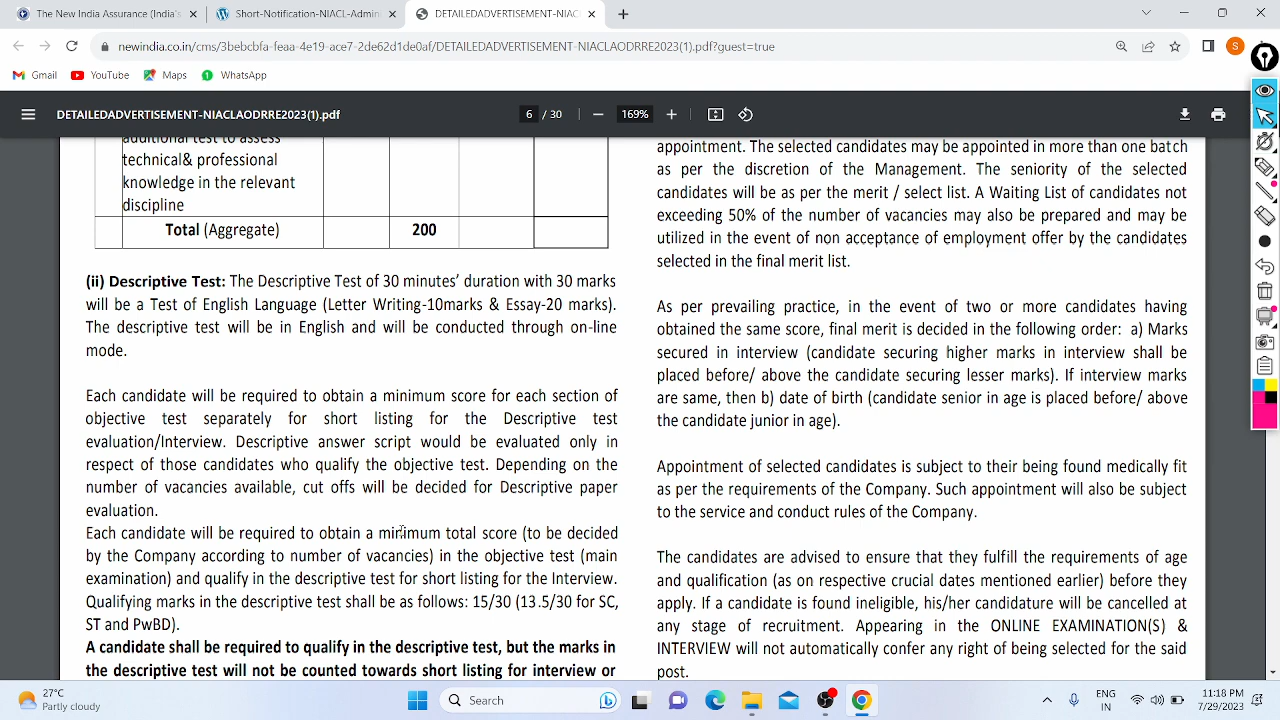 The New India Assurance (India's
Short-Notification-NIACL-Admin
DETAILEDADVERTISEMENT-NIAC
newindia.co.in/cms/3bebcbfa-feaa-4e19-ace7-2de62d1de0af/DETAILEDADVERTISEMENT-NIACLAODRRE2023(1).pdf?guest=true
S
Gmail
YouTube
Maps
WhatsApp
DETAILEDADVERTISEMENT-NIACLAODRRE2023(1).pdf
6 / 30
169%
additional test to assess
technical& professional
knowledge in the relevant
discipline
Total (Aggregate) 200
(ii) Descriptive Test: The Descriptive Test of 30 minutes' duration with 30 marks
will be a Test of English Language (Letter Writing-10marks & Essay-20 marks).
The descriptive test will be in English and will be conducted through on-line
mode.
Each candidate will be required to obtain a minimum score for each section of
objective test separately for short listing for the Descriptive test
evaluation/Interview. Descriptive answer script would be evaluated only in
respect of those candidates who qualify the objective test. Depending on the
number of vacancies available, cut offs will be decided for Descriptive paper
evaluation.
Each candidate will be required to obtain a minimum total score (to be decided
by the Company according to number of vacancies) in the objective test (main
examination) and qualify in the descriptive test for short listing for the Interview.
Qualifying marks in the descriptive test shall be as follows: 15/30 (13.5/30 for SC,
ST and PwBD).
A candidate shall be required to qualify in the descriptive test, but the marks in
the descriptive test will not be counted towards short listing for interview or
appointment. The selected candidates may be appointed in more than one batch
as per the discretion of the Management. The seniority of the selected
candidates will be as per the merit / select list. A Waiting List of candidates not
exceeding 50% of the number of vacancies may also be prepared and may be
utilized in the event of non acceptance of employment offer by the candidates
selected in the final merit list.
As per prevailing practice, in the event of two or more candidates having
obtained the same score, final merit is decided in the following order: a) Marks
secured in interview (candidate securing higher marks in interview shall be
placed before/ above the candidate securing lesser marks). If interview marks
are same, then b) date of birth (candidate senior in age is placed before/ above
the candidate junior in age).
Appointment of selected candidates is subject to their being found medically fit
as per the requirements of the Company. Such appointment will also be subject
to the service and conduct rules of the Company.
The candidates are advised to ensure that they fulfill the requirements of age
and qualification (as on respective crucial dates mentioned earlier) before they
apply. If a candidate is found ineligible, his/her candidature will be cancelled at
any stage of recruitment. Appearing in the ONLINE EXAMINATION(S) &
INTERVIEW will not automatically confer any right of being selected for the said
post.
27°C
Partly cloudy
Search
ENG
IN
11:18 PM
7/29/2023